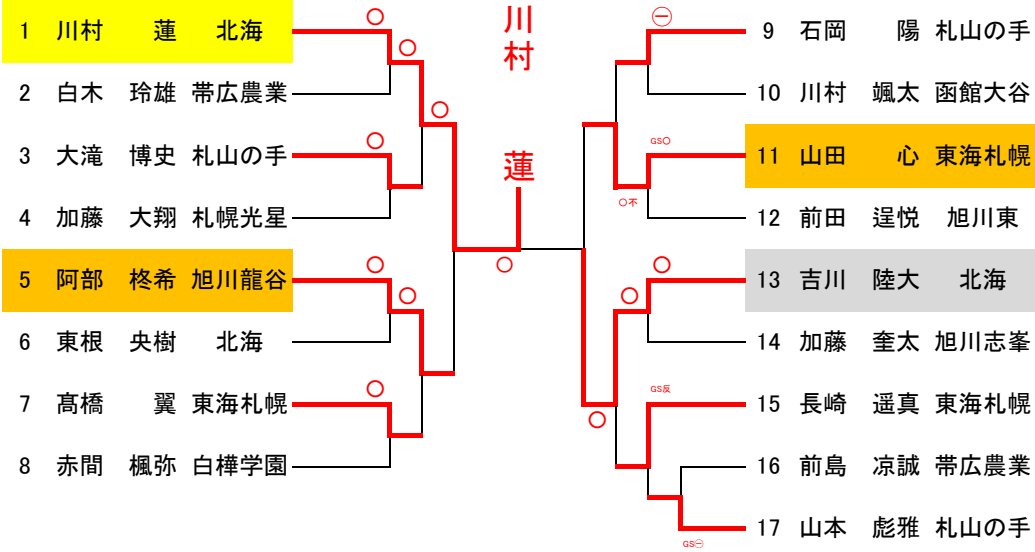 川村 蓮
1 川村 蓮 北海
2 白木 玲雄 帯広農業
3 大滝 博史 札山の手
4 加藤 大翔 札幌光星
5 阿部 柊希 旭川龍谷
6 東根 央樹 北海
7 髙橋 翼 東海札幌
8 赤間 楓弥 白樺学園
9 石岡 陽 札山の手
10 川村 颯太 函館大谷
GS〇
11 山田 心 東海札幌
〇不
12 前田 逞悦 旭川東
13 吉川 陸大 北海
14 加藤 奎太 旭川志峯
GS反
15 長崎 遥真 東海札幌
16 前島 凉誠 帯広農業
17 山本 彪雅 札山の手
GS㊀